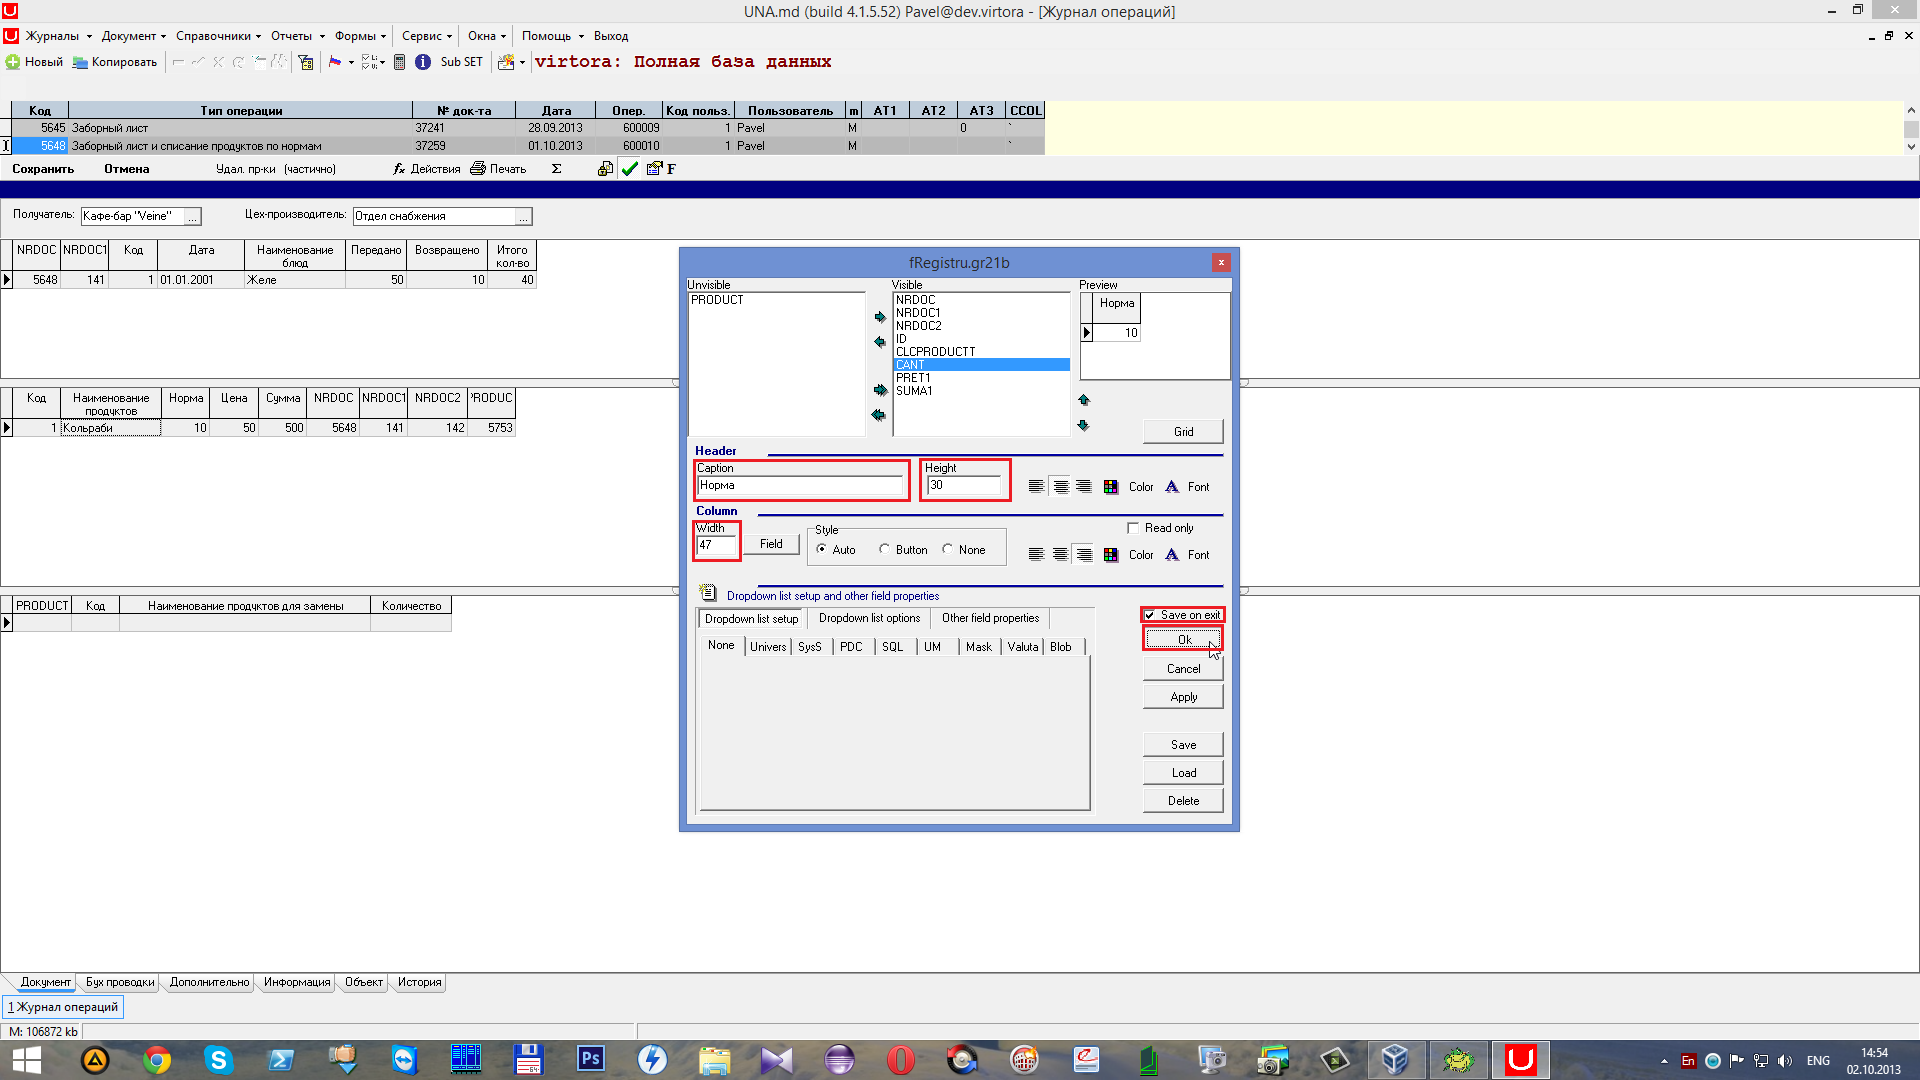 UNA.md (build 4.1.5.52) Pavel@dev.virtora - [Журнал операций]
Журналы Документ Справочники Отчеты Формы Сервис Окна Помощь Выход
Новый Копировать Sub SET virtora: Полная база данных
Код Тип операции № док-та Дата Опер. Код польз. Пользователь m AT1 AT2 AT3 CCOL
5645 Заборный лист 37241 28.09.2013 600009 1 Pavel М 0 `
5648 Заборный лист и списание продуктов по нормам 37259 01.10.2013 600010 1 Pavel М `
Сохранить Отмена Удал. пр-ки (частично) fx Действия Печать Σ F
Получатель: Кафе-бар "Veine" ... Цех-производитель: Отдел снабжения ...
NRDOC NRDOC1 Код Дата Наименование блюд Передано Возвращено Итого кол-во
5648 141 1 01.01.2001 Желе 50 10 40
Код Наименование продуктов Норма Цена Сумма NRDOC NRDOC1 NRDOC2 PRODUC
1 Кольраби 10 50 500 5648 141 142 5753
PRODUCT Код Наименование продуктов для замены Количество
fRegistru.gr21b
Unvisible Visible Preview
PRODUCT
NRDOC
NRDOC1
NRDOC2
ID
CLCPRODUCTT
CANT
PRET1
SUMA1
Норма
10
Grid
Header
Caption Height
Норма 30 Color Font
Column
Width Style Read only
47 Field Auto Button None Color Font
Dropdown list setup and other field properties
Dropdown list setup Dropdown list options Other field properties
None Univers SysS PDC SQL UM Mask Valuta Blob
Save on exit
Ok
Cancel
Apply
Save
Load
Delete
Документ Бух проводки Дополнительно Информация Объект История
1 Журнал операций
M: 106872 kb
64 Ps En ENG 14:54
02.10.2013